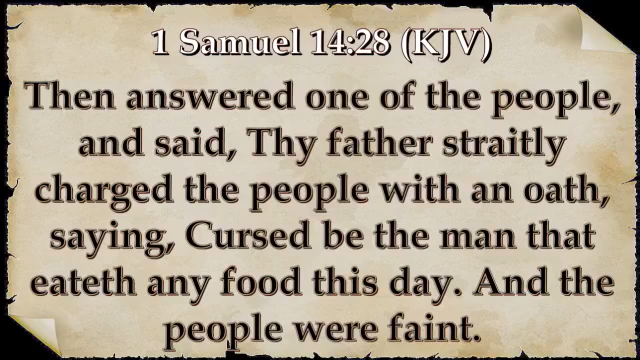 1 Samuel 14:28 (KJV)
Then answered one of the people,
and said, Thy father straitly
charged the people with an oath,
saying, Cursed be the man that
eateth any food this day. And the
people were faint.